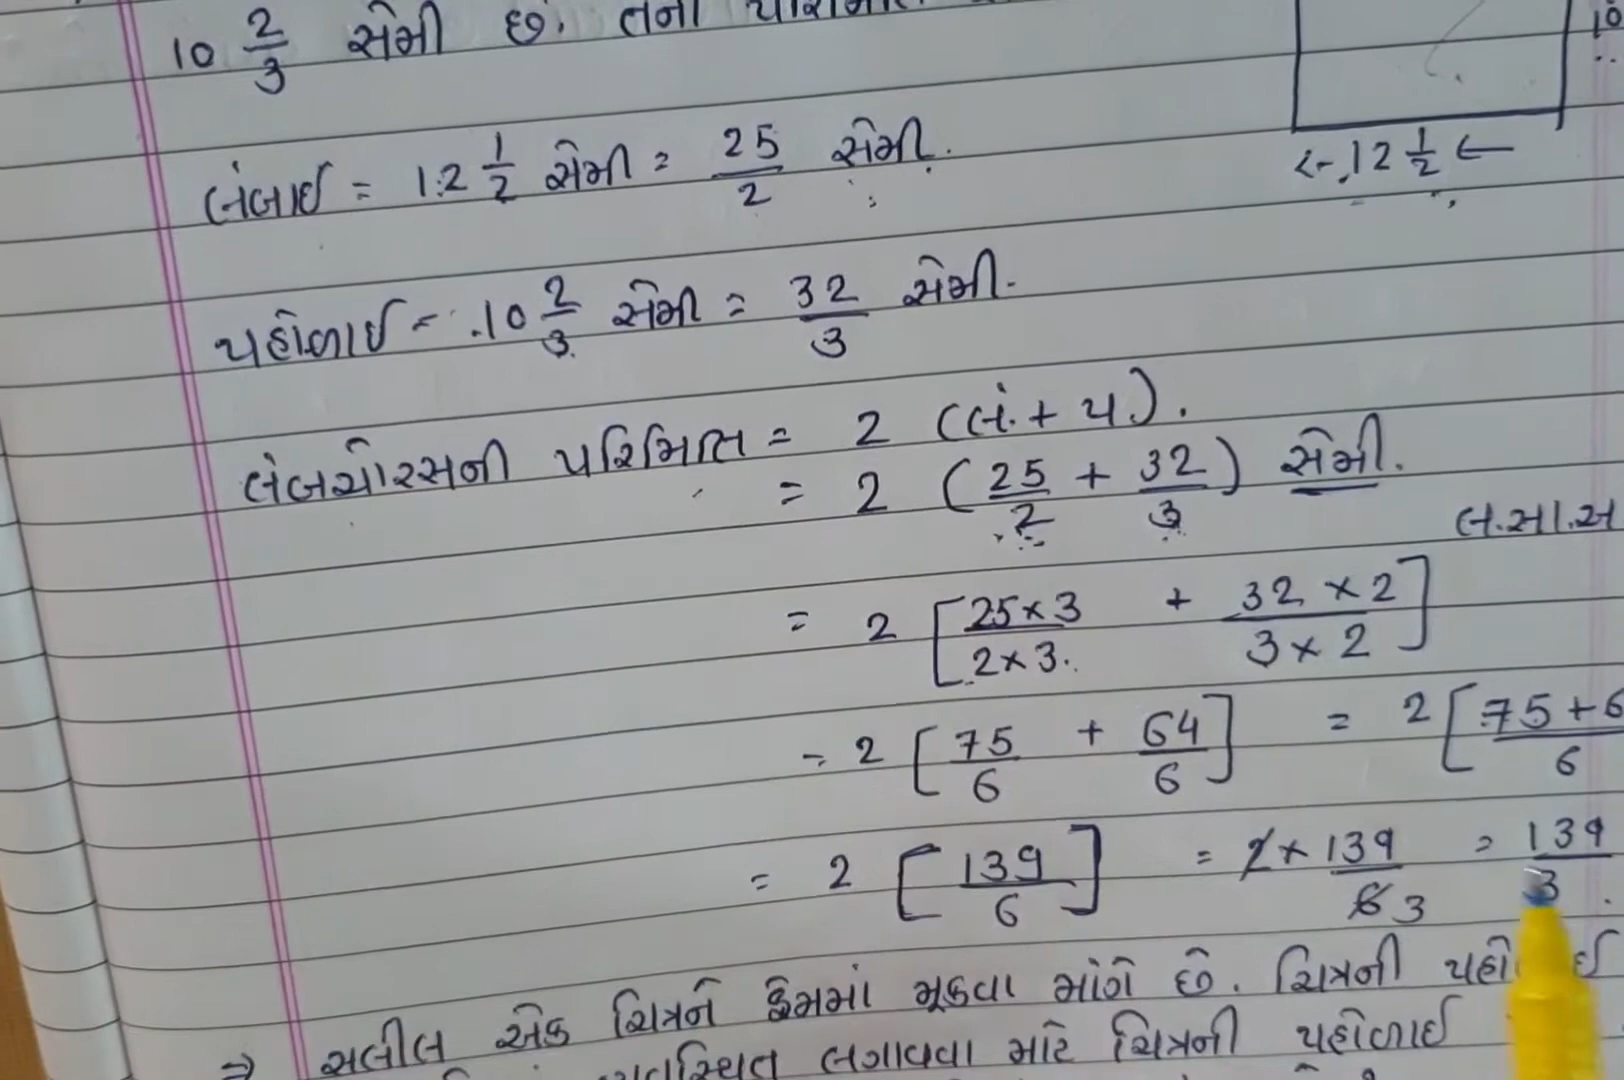 10 2/3 સેમી છે. તેની
10
લંબાઈ = 12 1/2 સેમી = 25/2 સેમી.
12 1/2
પહોળાઈ = 10 2/3 સેમી = 32/3 સેમી.
લંબચોરસની પરિમિતિ = 2 (લં. + પ.).
= 2 (25/2 + 32/3) સેમી.
લ.સા.અ
= 2 [25×3/2×3 + 32×2/3×2]
= 2 [75/6 + 64/6] = 2 [75+6/6
= 2 [139/6] = 2 × 139/6 3 = 139/3
સલીલ એક ચિત્રને ફ્રેમમાં મૂકવા માંગે છે. ચિત્રની
લગાવવા માટે ચિત્રની પહોળાઈ